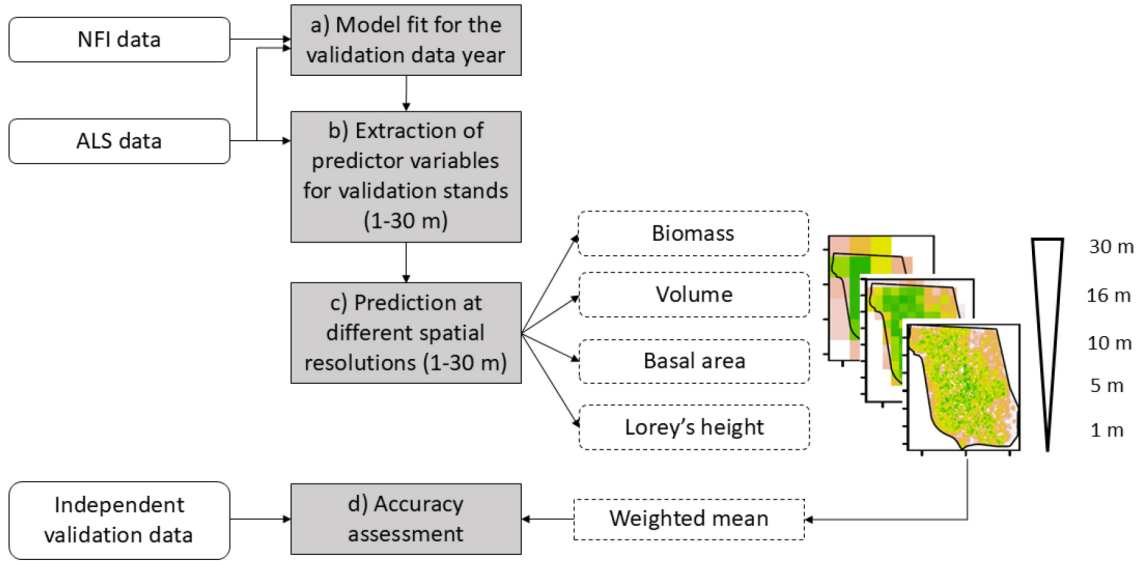 NFI data
a) Model fit for the
validation data year
ALS data
b) Extraction of
predictor variables
for validation stands
(1-30 m)
c) Prediction at
different spatial
resolutions (1-30 m)
Biomass
Volume
Basal area
Lorey's height
30 m
16 m
10 m
5 m
1 m
Independent
validation data
d) Accuracy
assessment
Weighted mean